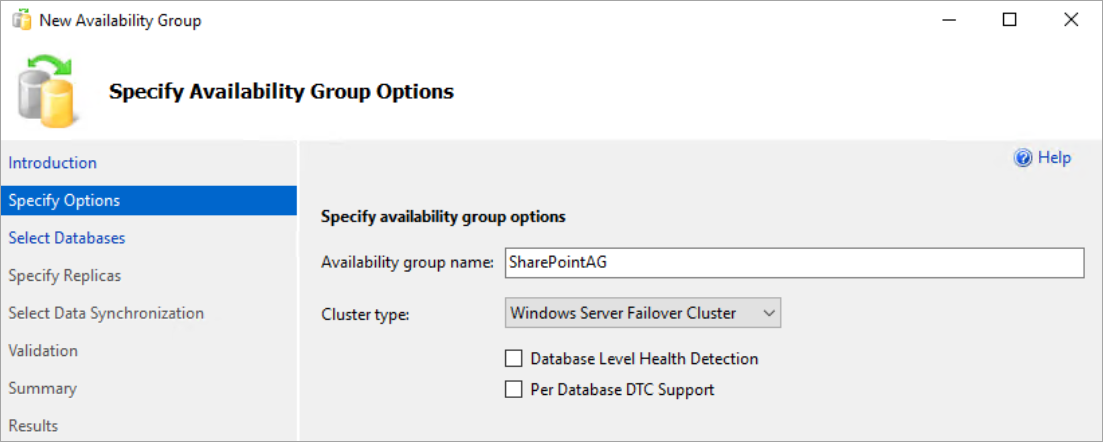 New Availability Group
Specify Availability Group Options
Introduction
Specify Options
Select Databases
Specify Replicas
Select Data Synchronization
Validation
Summary
Results
Help
Specify availability group options
Availability group name: SharePointAG
Cluster type: Windows Server Failover Cluster
Database Level Health Detection
Per Database DTC Support